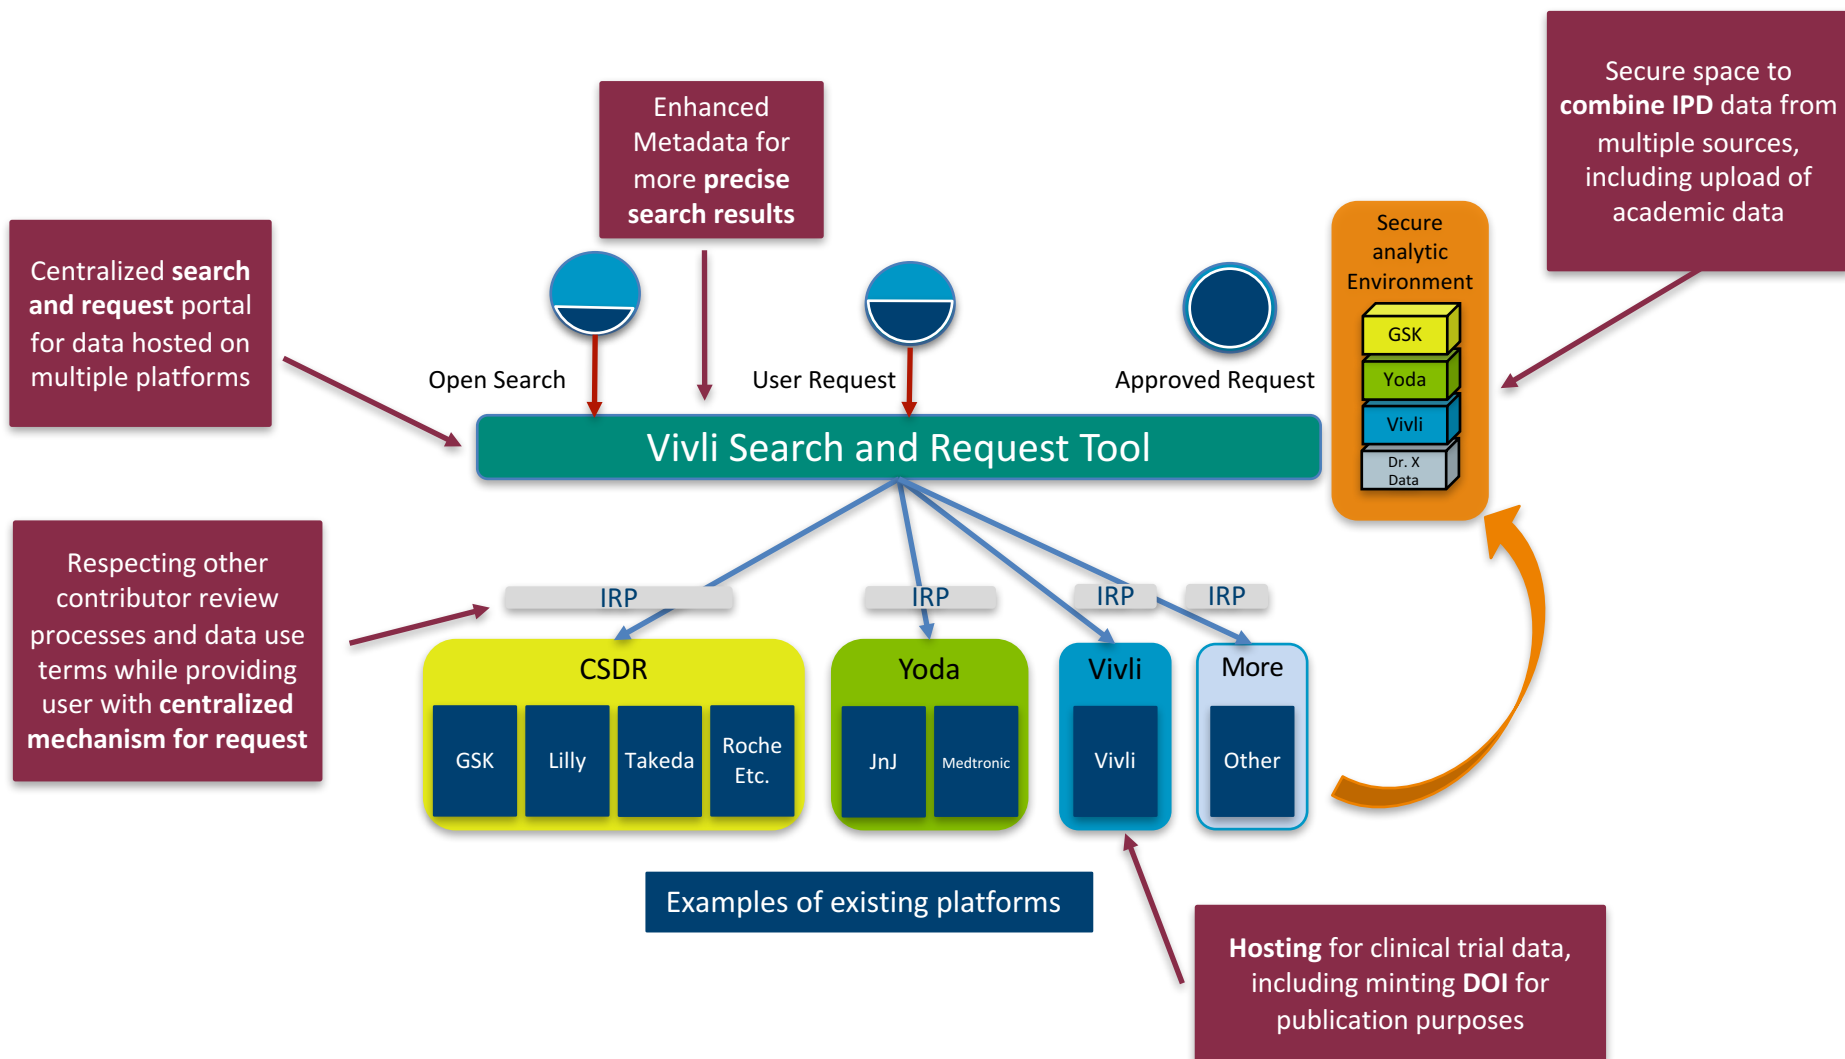 Enhanced
Metadata for
more precise
search results
Secure space to
combine IPD data from
multiple sources,
including upload of
academic data
Centralized search
and request portal
for data hosted on
multiple platforms
Secure
analytic
Environment
GSK
Yoda
Vivli
Dr. X
Data
Open Search
User Request
Approved Request
Vivli Search and Request Tool
Respecting other
contributor review
processes and data use
terms while providing
user with centralized
mechanism for request
IRP
IRP
IRP
IRP
CSDR
GSK
Lilly
Takeda
Roche
Etc.
Yoda
JnJ
Medtronic
Vivli
Vivli
More
Other
Examples of existing platforms
Hosting for clinical trial data,
including minting DOI for
publication purposes